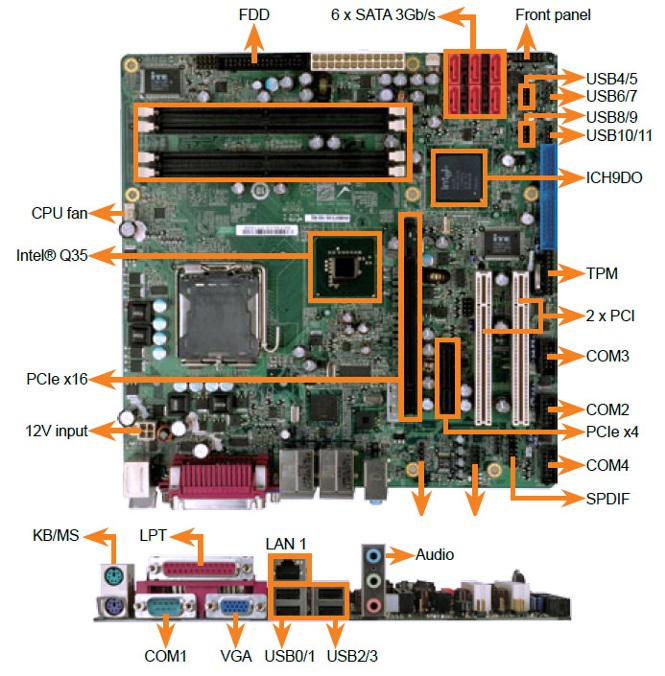 FDD
6 x SATA 3Gb/s
Front panel
USB4/5
USB6/7
USB8/9
USB10/11
ICH9DO
CPU fan
Intel® Q35
TPM
2 x PCI
COM3
PCIe x16
COM2
12V input
PCIe x4
COM4
SPDIF
KB/MS
LPT
LAN 1
Audio
COM1
VGA
USB0/1
USB2/3